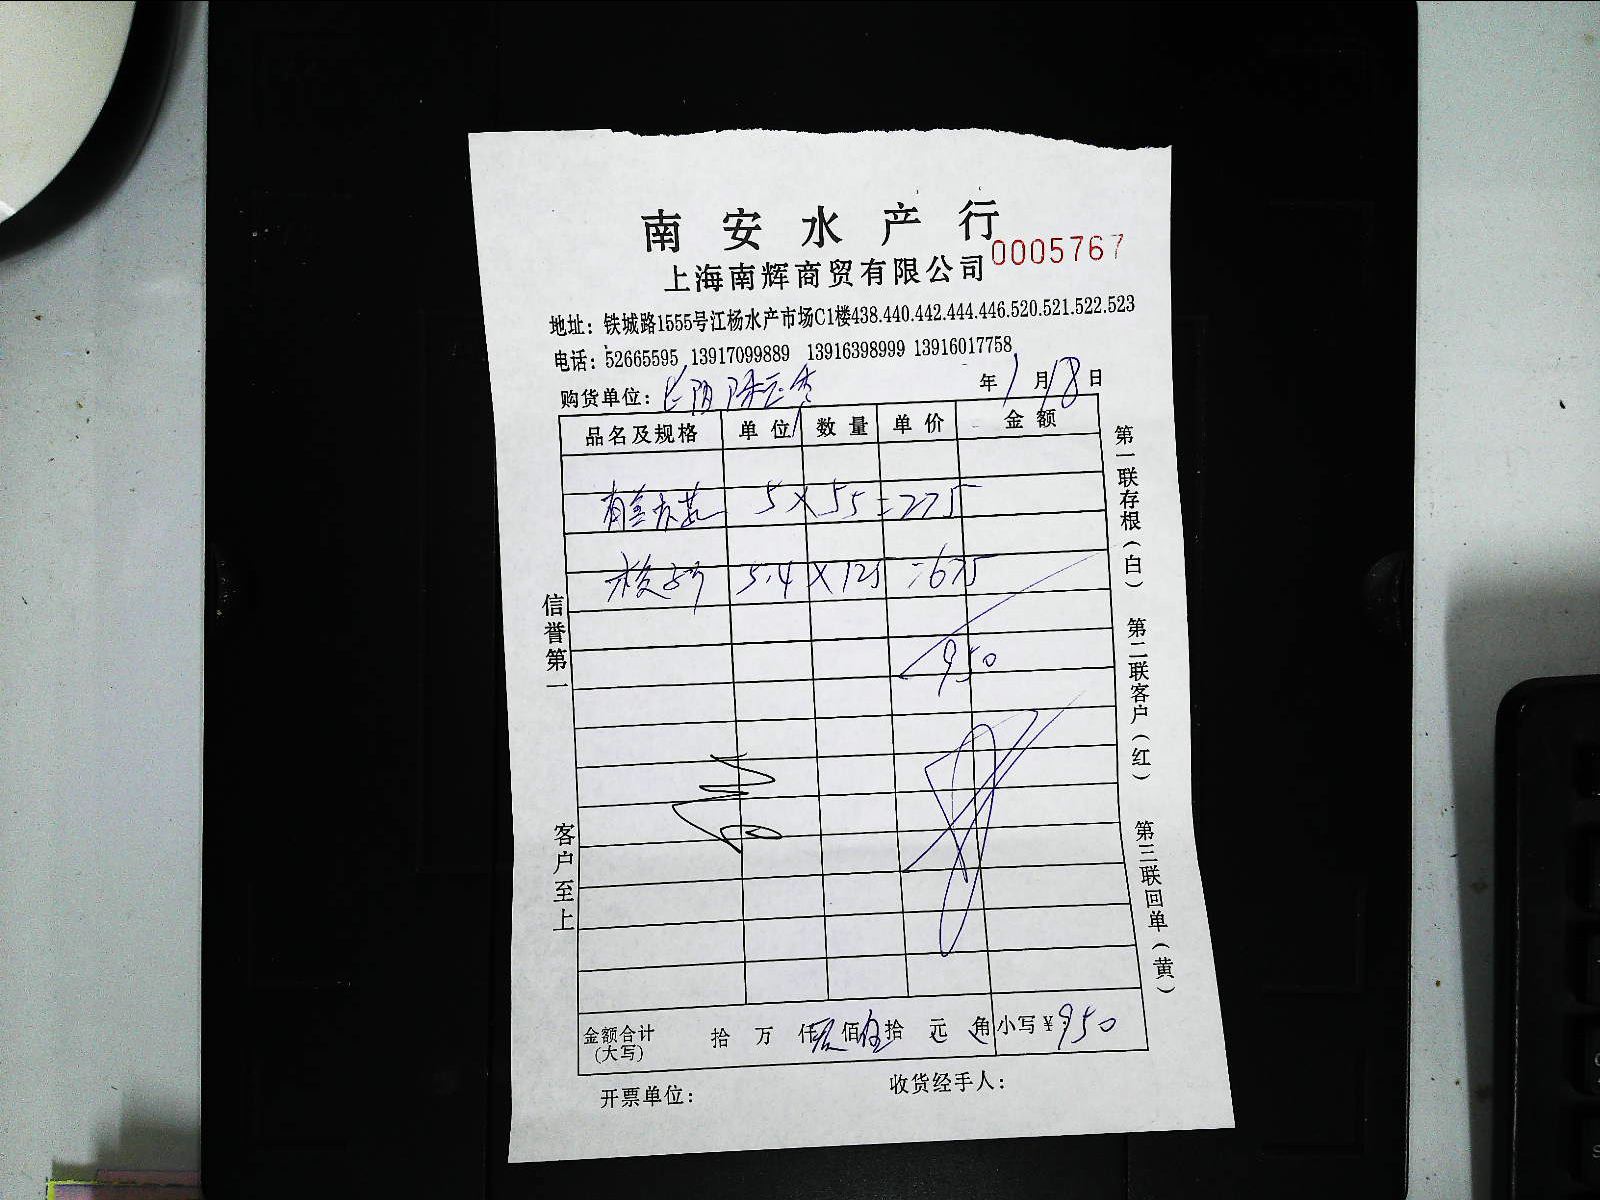 南安水产行
0005767
上海南辉商贸有限公司
地址：铁城路1555号江杨水产市场C1楼438.440.442.444.446.520.521.522.523
电话：52665595 13917099889 13916398999 13916017758
购货单位： 年 1月18日
品名及规格 单位 数量 单价 金额
5×55=275
5.4×125=675
950
金额合计（大写） 拾 万 仟玖佰伍拾 元 角 小写￥：950
开票单位： 收货经手人：
信誉第一
客户至上
第一联存根（白）
第二联客户（红）
第三联回单（黄）